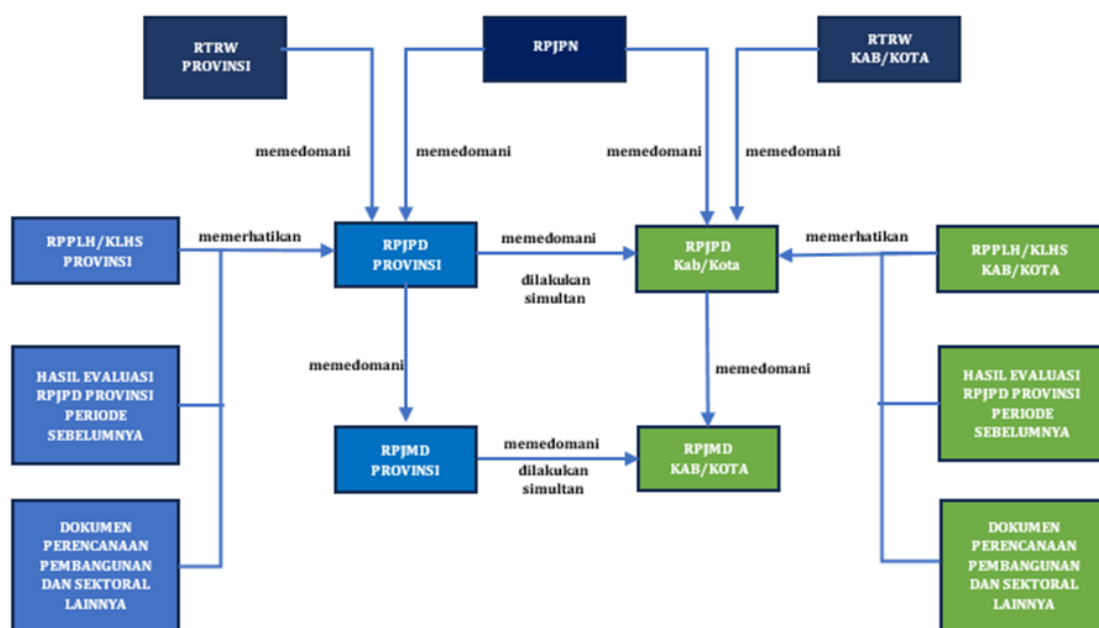 RTRW
PROVINSI
RPJPN
RTRW
KAB/KOTA
memedomani
memedomani
memedomani
memedomani
RPPLH/KLHS
PROVINSI
memerhatikan
RPJPD
PROVINSI
memedomani
dilakukan
simultan
RPJPD
Kab/Kota
memerhatikan
RPPLH/KLHS
KAB/KOTA
HASIL EVALUASI
RPJPD PROVINSI
PERIODE
SEBELUMNYA
memedomani
memedomani
HASIL EVALUASI
RPJPD PROVINSI
PERIODE
SEBELUMNYA
RPJMD
PROVINSI
memedomani
dilakukan
simultan
RPJMD
KAB/KOTA
DOKUMEN
PERENCANAAN
PEMBANGUNAN
DAN SEKTORAL
LAINNYA
DOKUMEN
PERENCANAAN
PEMBANGUNAN
DAN SEKTORAL
LAINNYA